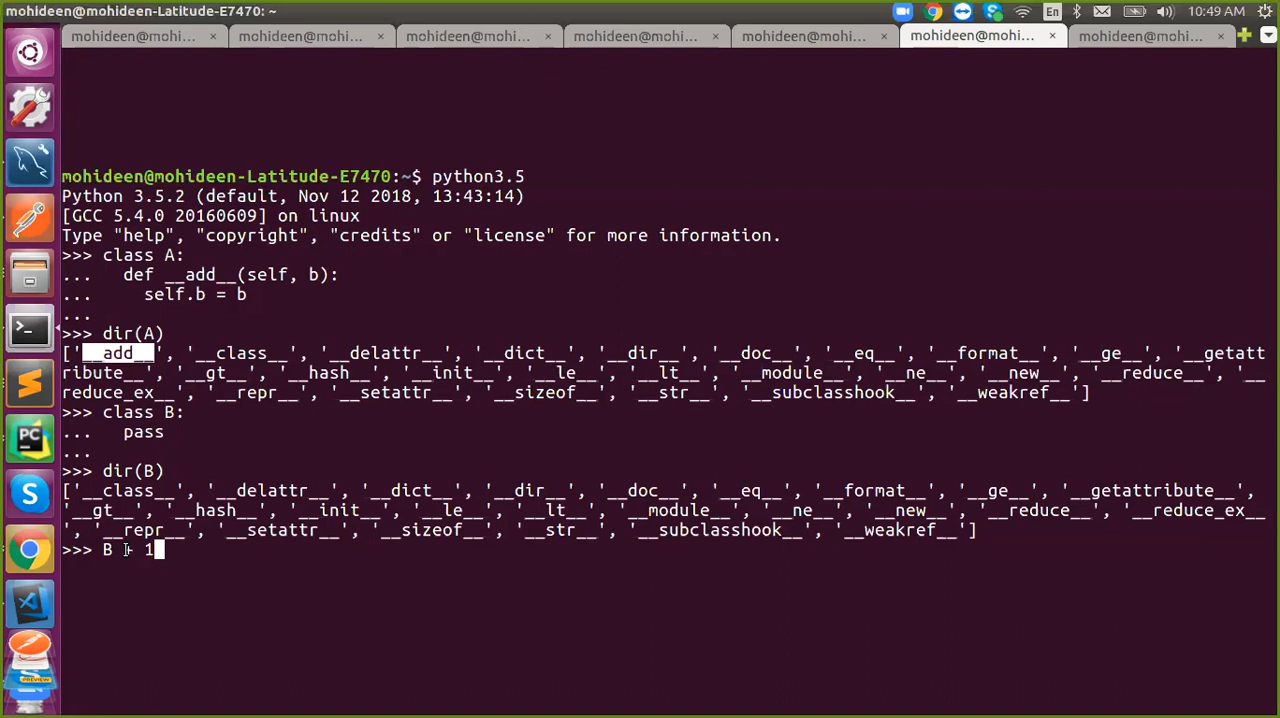 mohideen@mohideen-Latitude-E7470: ~
En
10:49 AM
mohideen@mohi... × mohideen@mohi... × mohideen@mohi... × mohideen@mohi... × mohideen@mohi... × mohideen@mohi... × mohideen@mohi... ×
mohideen@mohideen-Latitude-E7470:~$ python3.5
Python 3.5.2 (default, Nov 12 2018, 13:43:14)
[GCC 5.4.0 20160609] on linux
Type "help", "copyright", "credits" or "license" for more information.
>>> class A:
...   def __add__(self, b):
...     self.b = b
...
>>> dir(A)
['__add__', '__class__', '__delattr__', '__dict__', '__dir__', '__doc__', '__eq__', '__format__', '__ge__', '__getatt
ribute__', '__gt__', '__hash__', '__init__', '__le__', '__lt__', '__module__', '__ne__', '__new__', '__reduce__', '__
reduce_ex__', '__repr__', '__setattr__', '__sizeof__', '__str__', '__subclasshook__', '__weakref__']
>>> class B:
...   pass
...
>>> dir(B)
['__class__', '__delattr__', '__dict__', '__dir__', '__doc__', '__eq__', '__format__', '__ge__', '__getattribute__',
'__gt__', '__hash__', '__init__', '__le__', '__lt__', '__module__', '__ne__', '__new__', '__reduce__', '__reduce_ex__
', '__repr__', '__setattr__', '__sizeof__', '__str__', '__subclasshook__', '__weakref__']
>>> B + 1
PC
S
PREVIEW